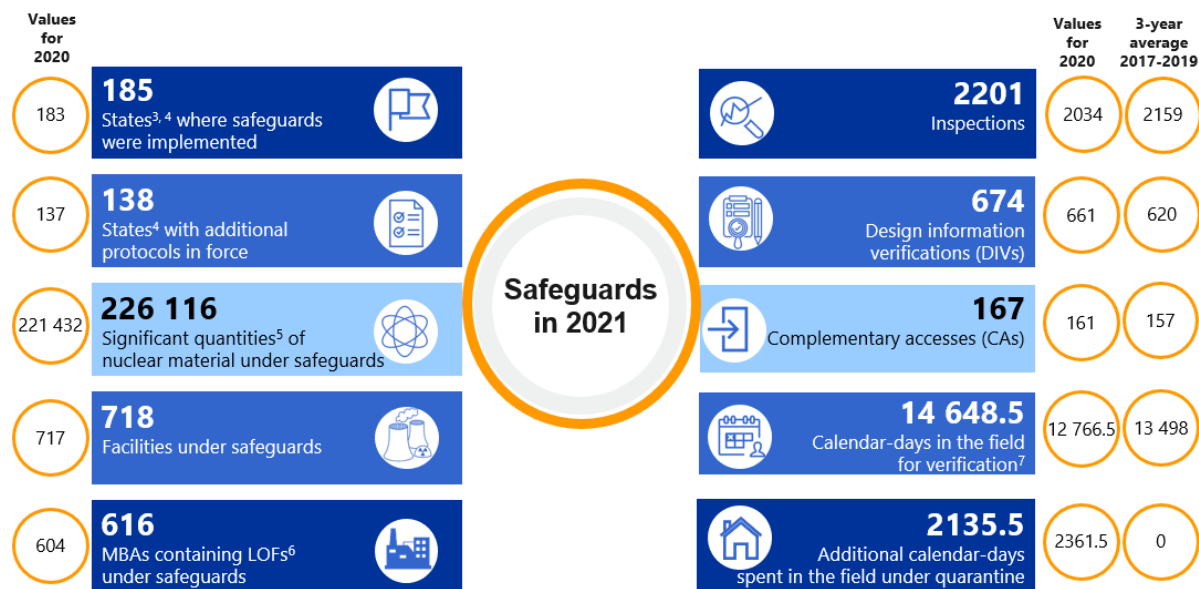 Values
for
2020
183
185
States³, ⁴ where safeguards
were implemented
137
138
States⁴ with additional
protocols in force
221 432
226 116
Significant quantities⁵ of
nuclear material under safeguards
717
718
Facilities under safeguards
604
616
MBAs containing LOFs⁶
under safeguards
Safeguards
in 2021
Values
for
2020
3-year
average
2017-2019
2201
Inspections
2034
2159
674
Design information
verifications (DIVs)
661
620
167
Complementary accesses (CAs)
161
157
14 648.5
Calendar-days in the field
for verification⁷
12 766.5
13 498
2135.5
Additional calendar-days
spent in the field under quarantine
2361.5
0